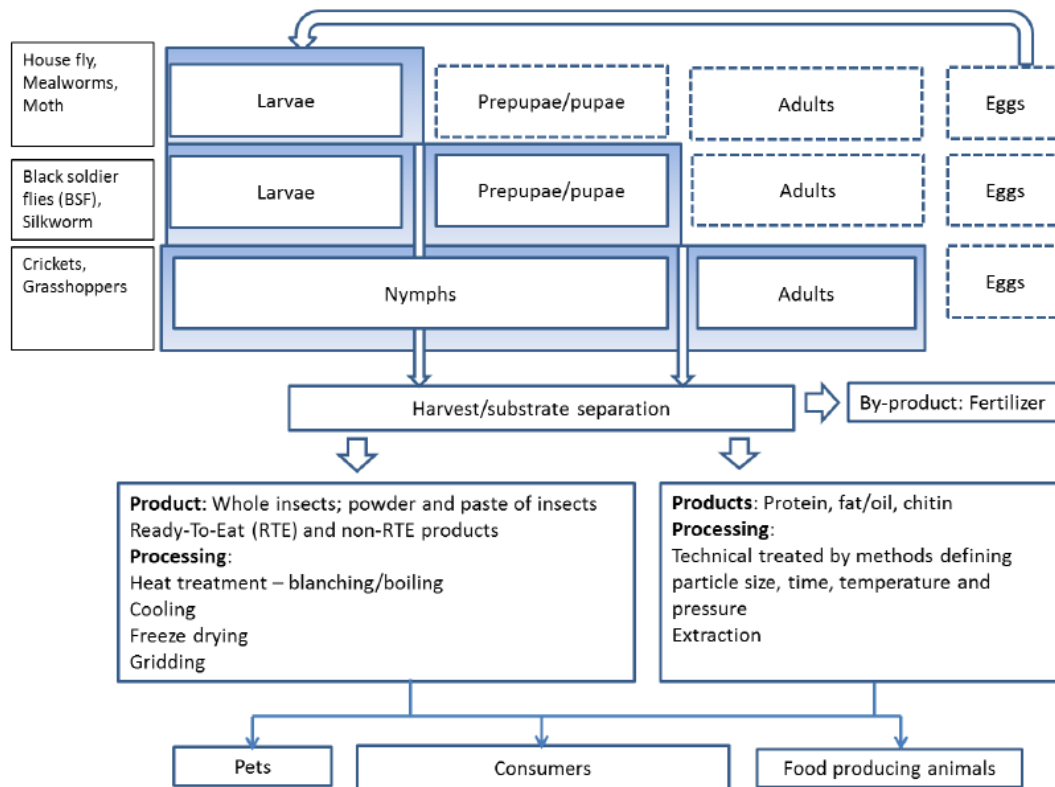 House fly,
Mealworms,
Moth
Larvae
Prepupae/pupae
Adults
Eggs
Black soldier
flies (BSF),
Silkworm
Larvae
Prepupae/pupae
Adults
Eggs
Crickets,
Grasshoppers
Nymphs
Adults
Eggs
Harvest/substrate separation
By-product: Fertilizer
Product: Whole insects; powder and paste of insects
Ready-To-Eat (RTE) and non-RTE products
Processing:
Heat treatment – blanching/boiling
Cooling
Freeze drying
Gridding
Products: Protein, fat/oil, chitin
Processing:
Technical treated by methods defining
particle size, time, temperature and
pressure
Extraction
Pets
Consumers
Food producing animals